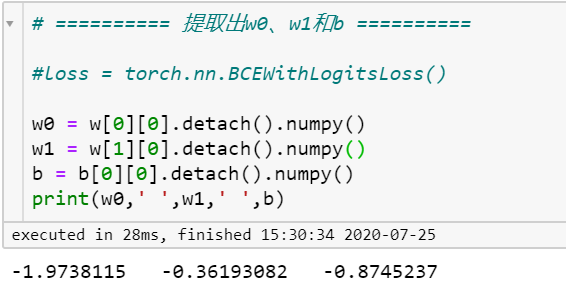 # ========== 提取出w0、w1和b ==========
#loss = torch.nn.BCEWithLogitsLoss()
w0 = w[0][0].detach().numpy()
w1 = w[1][0].detach().numpy()
b = b[0][0].detach().numpy()
print(w0,' ',w1,' ',b)
executed in 28ms, finished 15:30:34 2020-07-25
-1.9738115   -0.36193082   -0.8745237